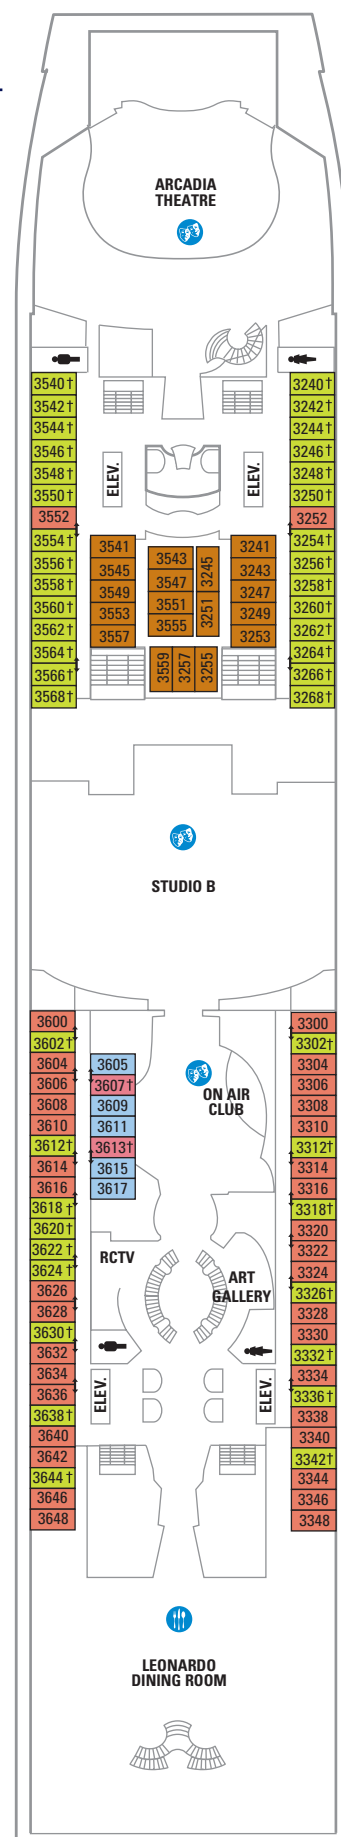 ARCADIA
THEATRE
3540† 3240†
3542† 3242†
3544† 3244†
3546† 3246†
3548† 3248†
3550† 3250†
ELEV. ELEV.
3552 3252
3554† 3254†
3556† 3256†
3558† 3258†
3560† 3260†
3562† 3262†
3564† 3264†
3566† 3266†
3568† 3268†
3541 3543 3245 3241
3545 3547 3243
3549 3551 3251 3247
3553 3555 3249
3557 3253
3559 3257 3255
STUDIO B
3600 3300
3602† 3302†
3604 3605 3304
3606 3607† 3306
3608 3609 3308
3610 3611 3310
3612† 3613† 3312†
3614 3615 3314
3616 3617 3316
ON AIR
CLUB
3618† 3318†
3620† 3320
3622† 3322
3624† 3324
3626 3326†
3628 3328
3630† 3330
3632 3332†
3634 3334
3636 3336†
3638† 3338
3640 3340
3642 3342†
3644† 3344
3646 3346
3648 3348
RCTV
ART
GALLERY
ELEV. ELEV.
LEONARDO
DINING ROOM